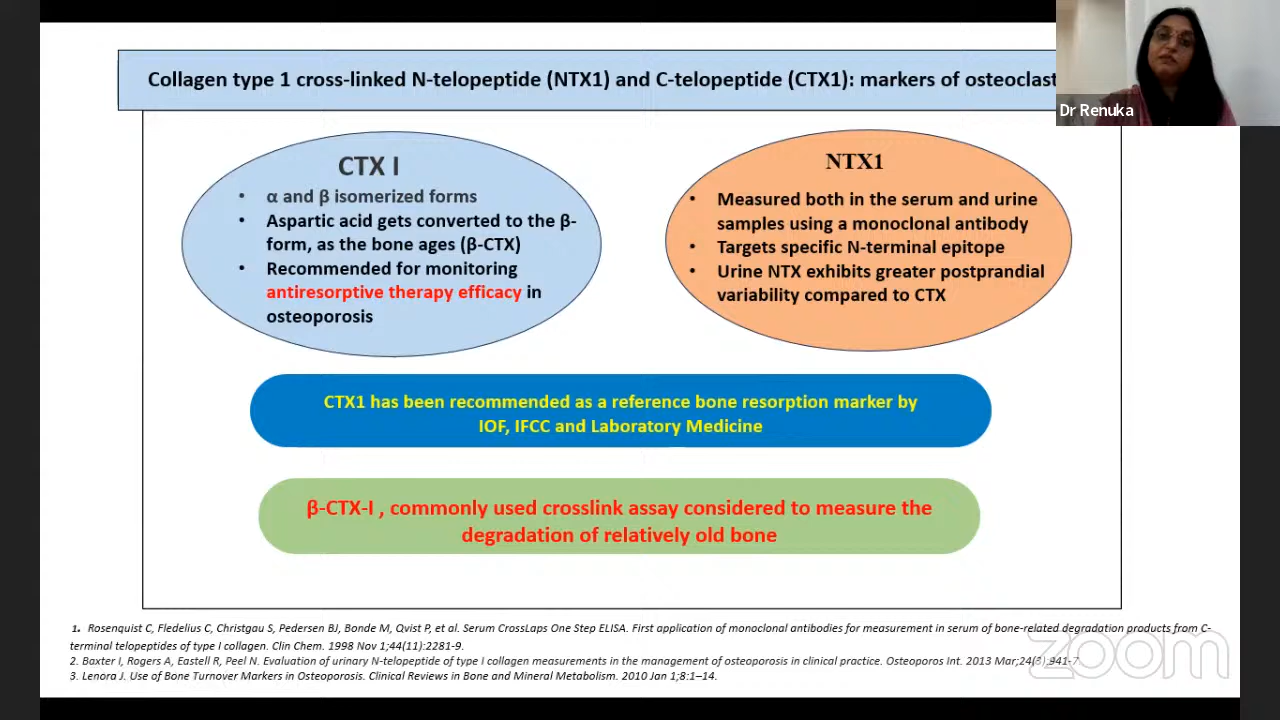 Collagen type 1 cross-linked N-telopeptide (NTX1) and C-telopeptide (CTX1): markers of osteoclast
Dr Renuka
CTX I
• α and β isomerized forms
• Aspartic acid gets converted to the β-
form, as the bone ages (β-CTX)
• Recommended for monitoring
antiresorptive therapy efficacy in
osteoporosis
NTX1
• Measured both in the serum and urine
samples using a monoclonal antibody
• Targets specific N-terminal epitope
• Urine NTX exhibits greater postprandial
variability compared to CTX
CTX1 has been recommended as a reference bone resorption marker by
IOF, IFCC and Laboratory Medicine
β-CTX-I , commonly used crosslink assay considered to measure the
degradation of relatively old bone
1. Rosenquist C, Fledelius C, Christgau S, Pedersen BJ, Bonde M, Qvist P, et al. Serum CrossLaps One Step ELISA. First application of monoclonal antibodies for measurement in serum of bone-related degradation products from C-
terminal telopeptides of type I collagen. Clin Chem. 1998 Nov 1;44(11):2281-9.
2. Baxter I, Rogers A, Eastell R, Peel N. Evaluation of urinary N-telopeptide of type I collagen measurements in the management of osteoporosis in clinical practice. Osteoporos Int. 2013 Mar;24(3):941-7.
3. Lenora J. Use of Bone Turnover Markers in Osteoporosis. Clinical Reviews in Bone and Mineral Metabolism. 2010 Jan 1;8:1–14.
zoom